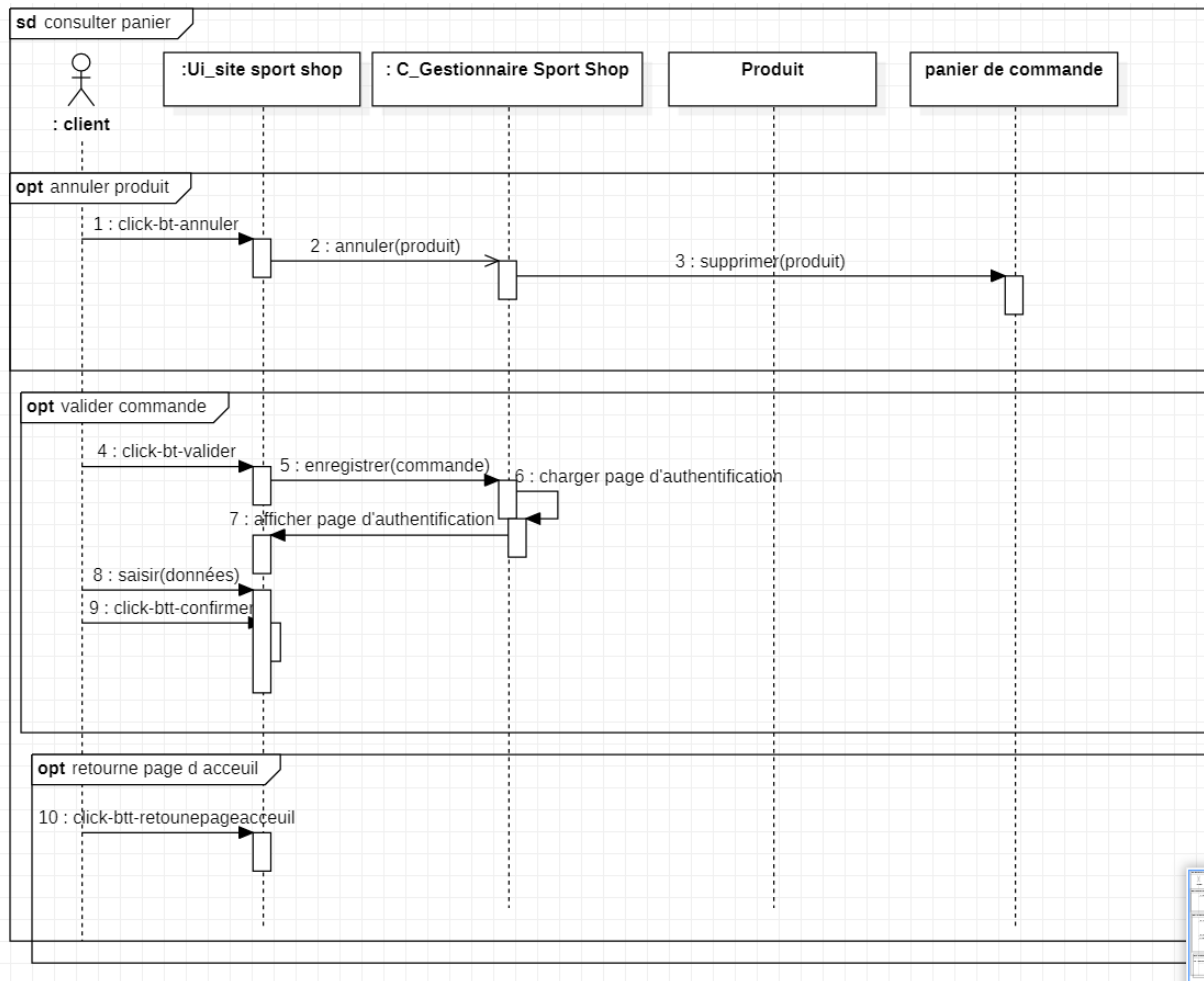 sd consulter panier
:Ui_site sport shop
: C_Gestionnaire Sport Shop
Produit
panier de commande
: client
opt annuler produit
1 : click-bt-annuler
2 : annuler(produit)
3 : supprimer(produit)
opt valider commande
4 : click-bt-valider
5 : enregistrer(commande)
6 : charger page d'authentification
7 : afficher page d'authentification
8 : saisir(données)
9 : click-btt-confirmer
opt retourne page d acceuil
10 : click-btt-retounepageacceuil